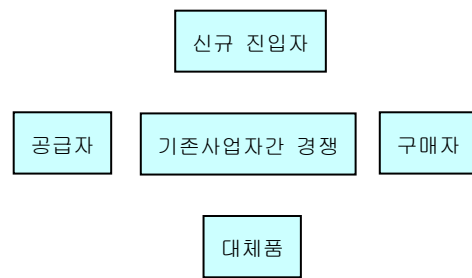 신규 진입자
공급자
기존사업자간 경쟁
구매자
대체품